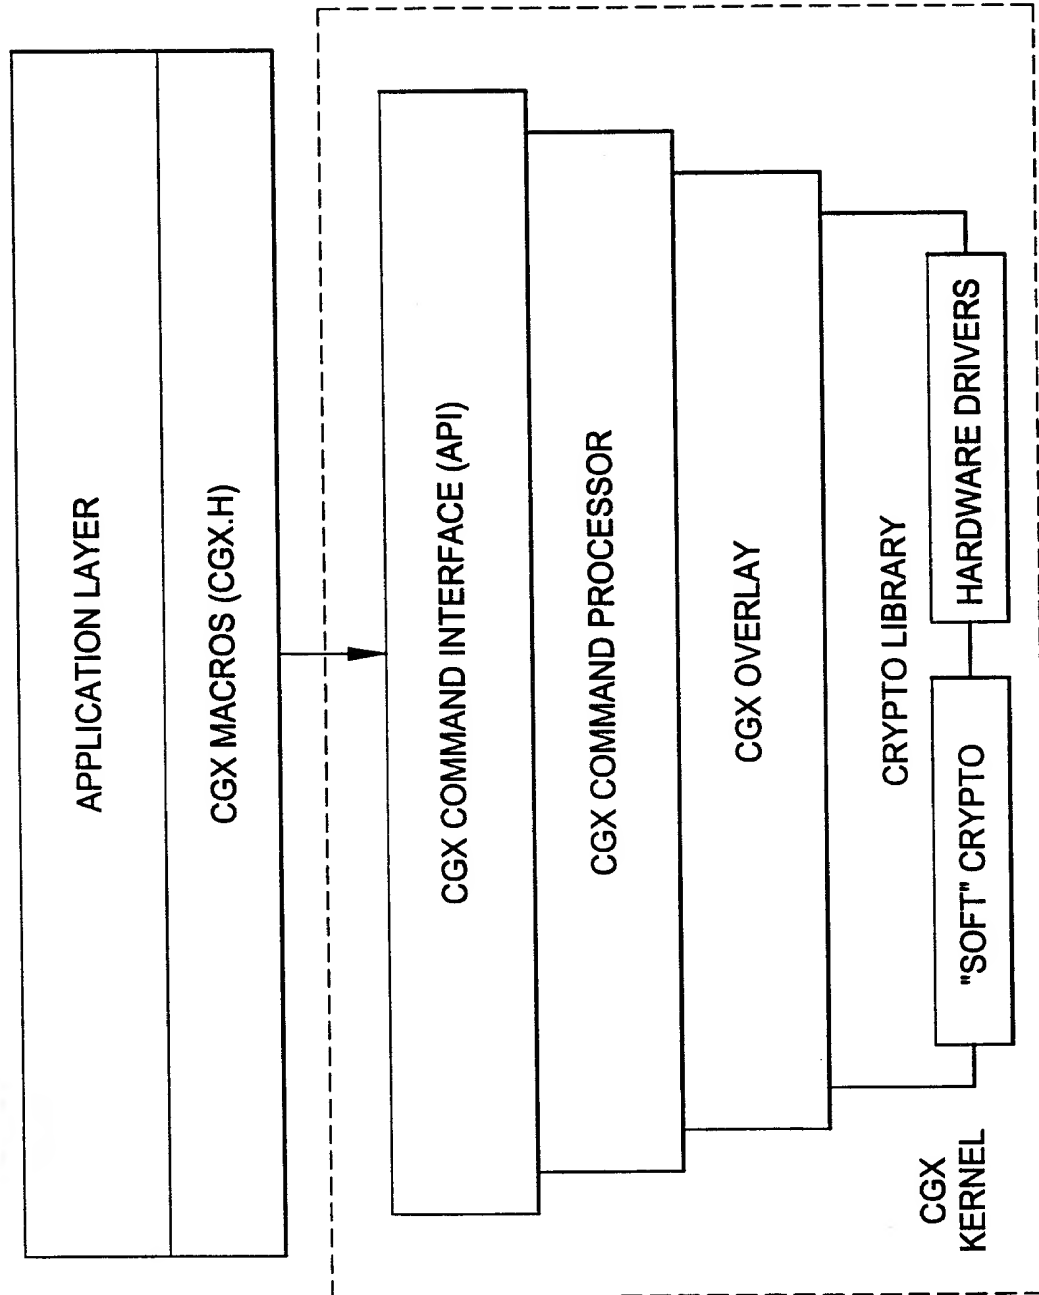 APPLICATION LAYER
CGX MACROS (CGX.H)
CGX COMMAND INTERFACE (API)
CGX COMMAND PROCESSOR
CGX OVERLAY
CRYPTO LIBRARY
"SOFT" CRYPTO
HARDWARE DRIVERS
CGX
KERNEL